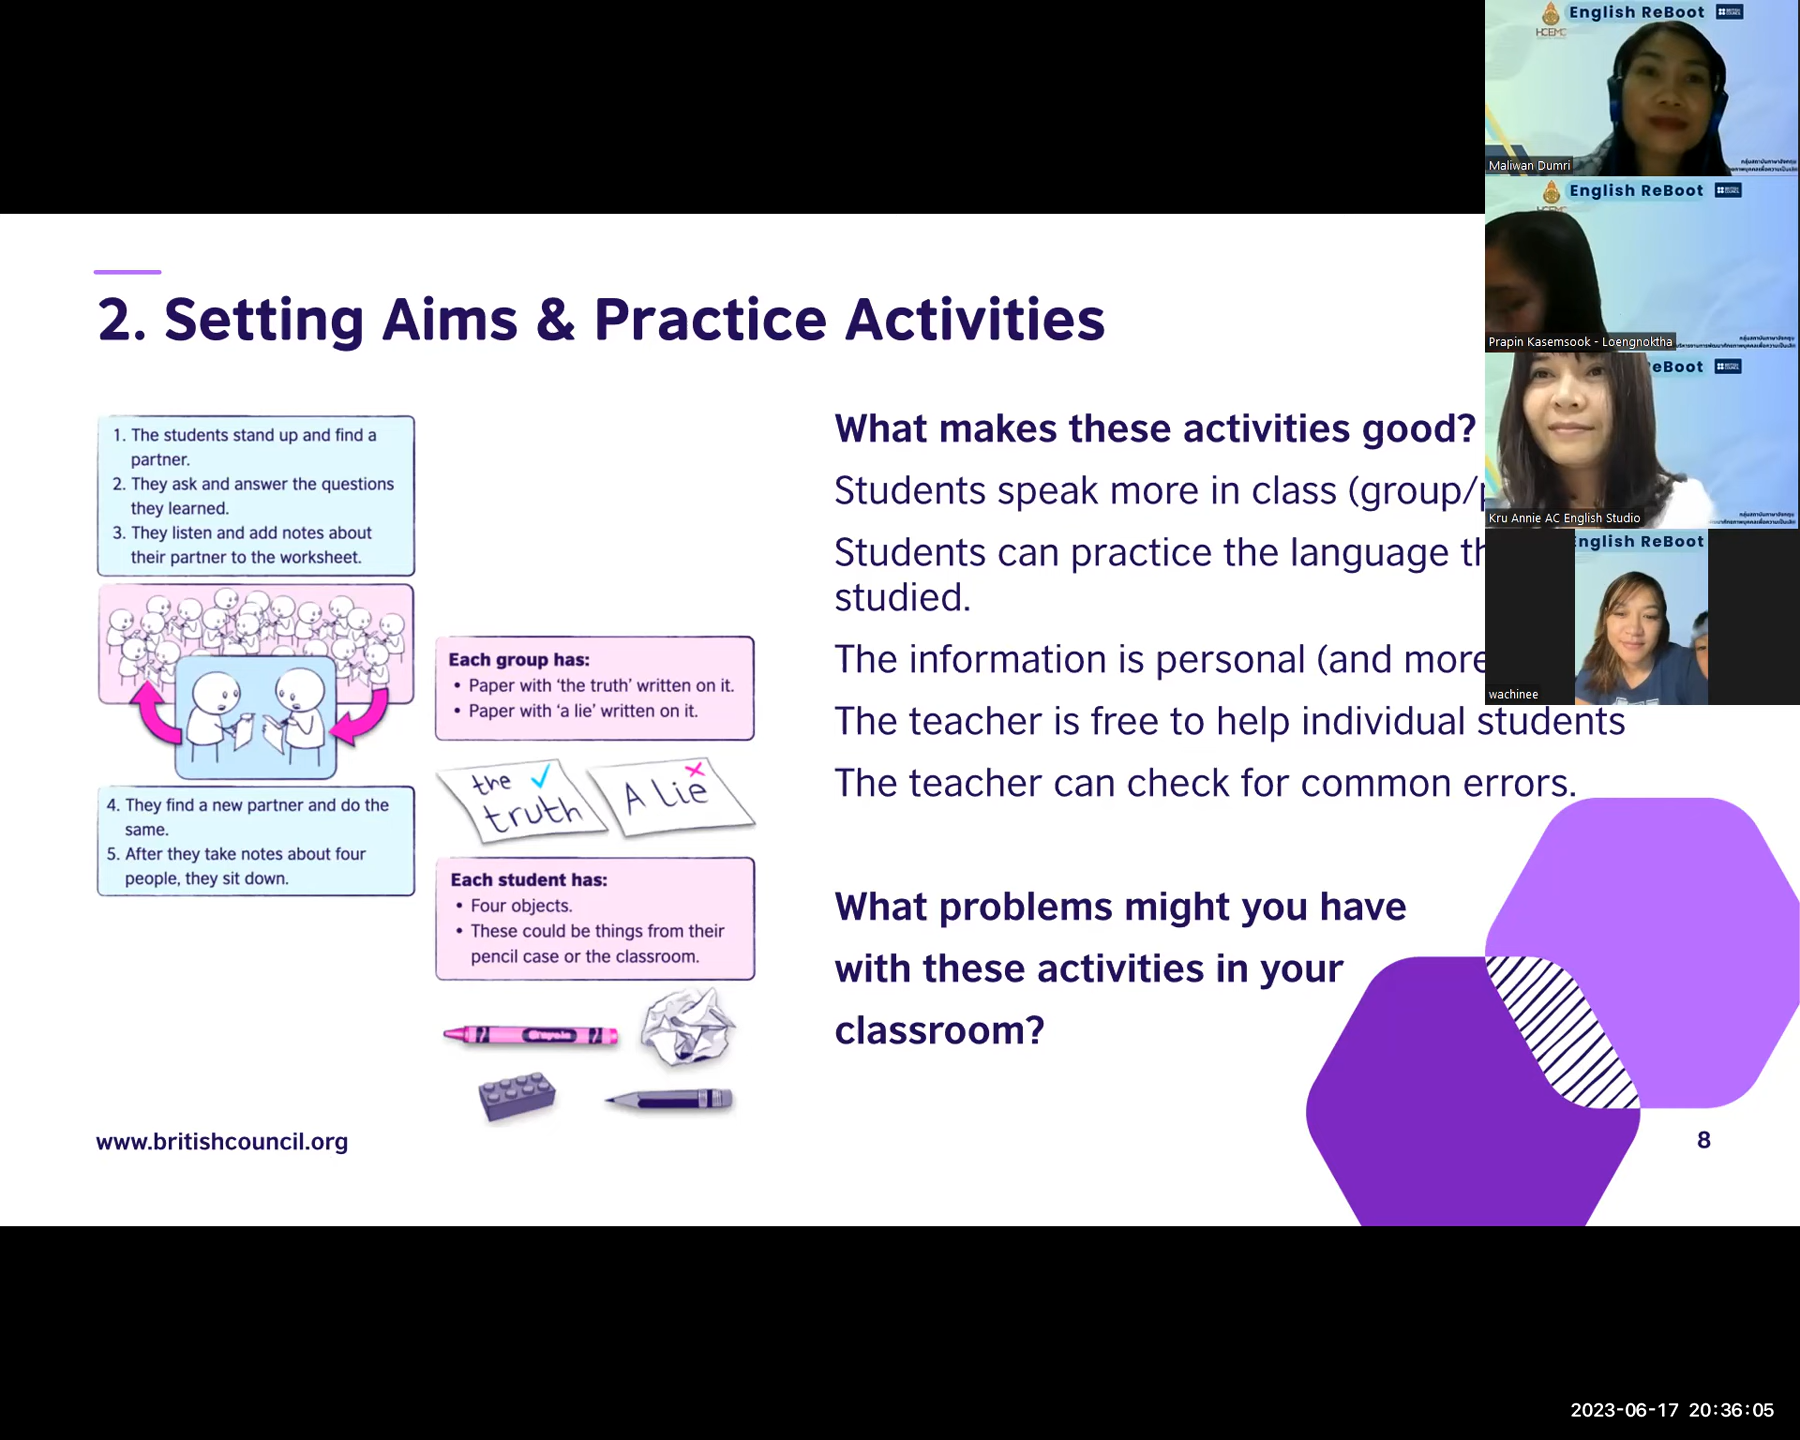 2. Setting Aims & Practice Activities
1. The students stand up and find a
partner.
2. They ask and answer the questions
they learned.
3. They listen and add notes about
their partner to the worksheet.
4. They find a new partner and do the
same.
5. After they take notes about four
people, they sit down.
Each group has:
• Paper with ‘the truth’ written on it.
• Paper with ‘a lie’ written on it.
the
truth
A Lie
Each student has:
• Four objects.
• These could be things from their
pencil case or the classroom.
What makes these activities good?
Students speak more in class (group/
Students can practice the language
studied.
The information is personal (and more
The teacher is free to help individual students
The teacher can check for common errors.
What problems might you have
with these activities in your
classroom?
www.britishcouncil.org
8
English ReBoot
HCEMC
Maliwan Dumri
English ReBoot
Prapin Kasemsook - Loengnoktha
eBoot
Kru Annie AC English Studio
English ReBoot
wachinee
2023-06-17 20:36:05